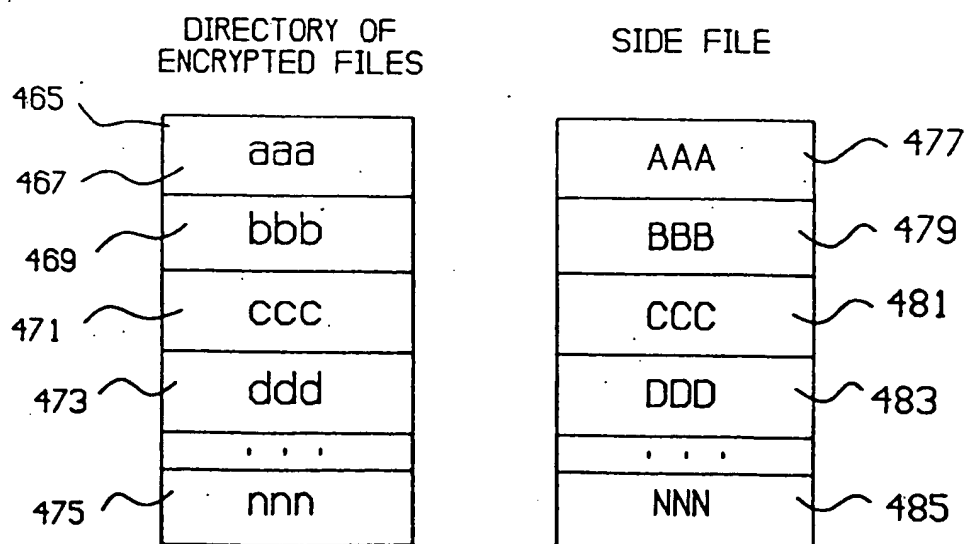 DIRECTORY OF
ENCRYPTED FILES
465
467
aaa
469
bbb
471
ccc
473
ddd
. . .
475
nnn
SIDE FILE
AAA
477
BBB
479
CCC
481
DDD
483
. . .
NNN
485